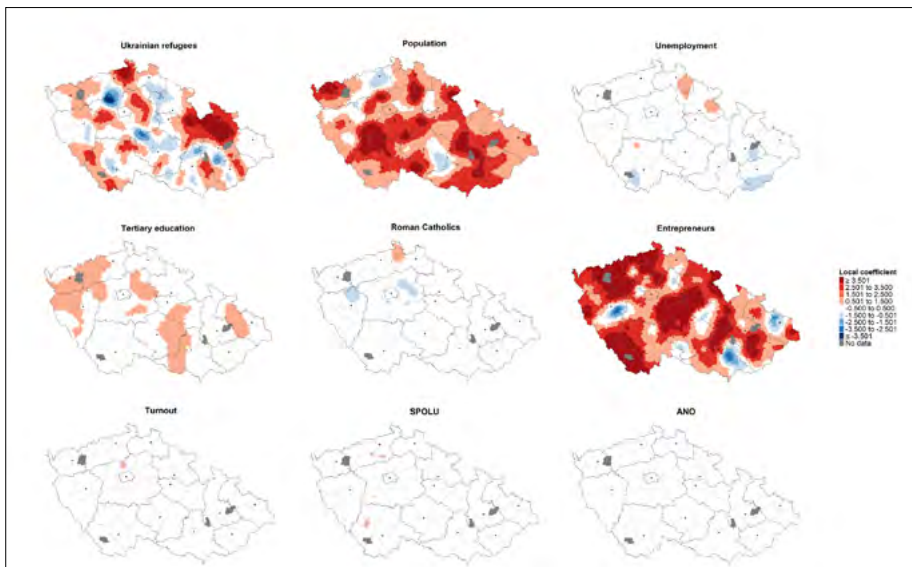 Ukrainian refugees
Population
Unemployment
Tertiary education
Roman Catholics
Entrepreneurs
Local coefficient
≥ 3.501
2.501 to 3.500
1.501 to 2.500
0.501 to 1.500
-0.500 to 0.500
-1.500 to -0.501
-2.500 to -1.501
-3.500 to -2.501
≤ -3.501
No data
Turnout
SPOLU
ANO